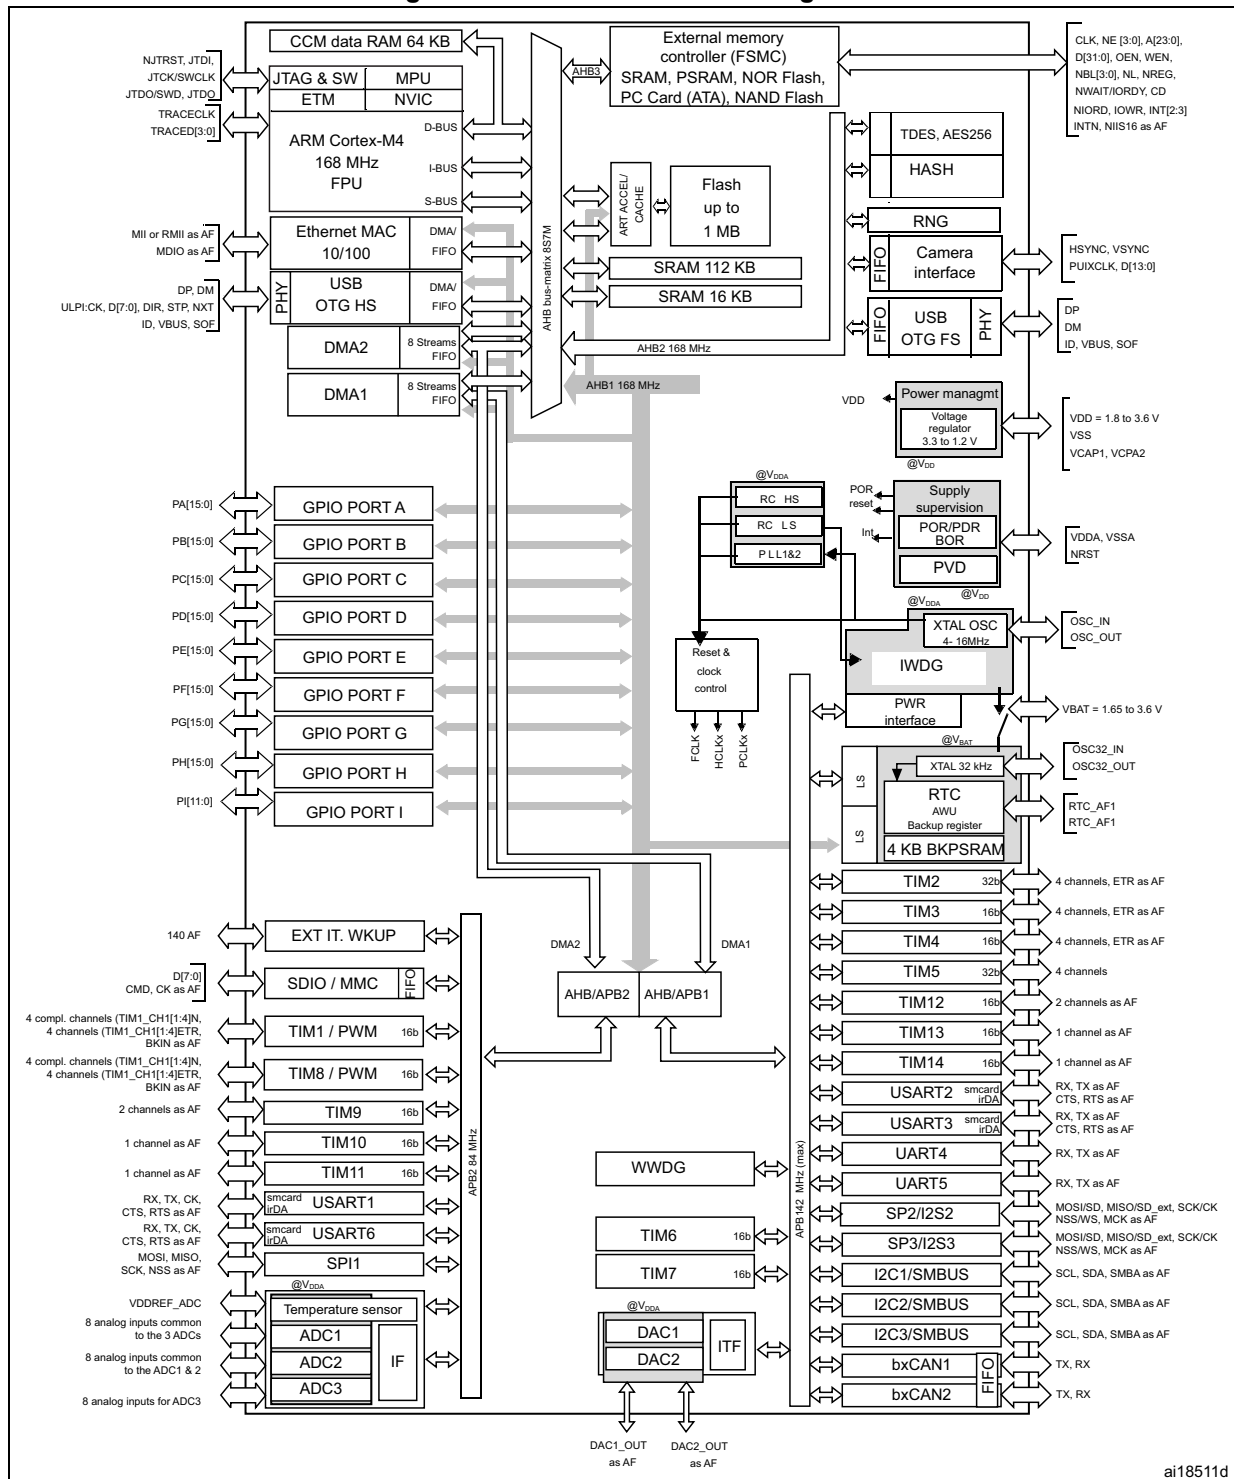 CCM data RAM 64 KB
NJTRST, JTDI,
JTCK/SWCLK
JTDO/SWD, JTDO
TRACECLK
TRACED[3:0]
JTAG & SW
MPU
ETM
NVIC
ARM Cortex-M4
168 MHz
FPU
D-BUS
I-BUS
S-BUS
MII or RMII as AF
MDIO as AF
Ethernet MAC
10/100
DMA/
FIFO
DP, DM
ULPI:CK, D[7:0], DIR, STP, NXT
ID, VBUS, SOF
PHY
USB
OTG HS
DMA/
FIFO
DMA2
8 Streams
FIFO
DMA1
8 Streams
FIFO
AHB bus-matrix 8S7M
AHB3
External memory
controller (FSMC)
SRAM, PSRAM, NOR Flash,
PC Card (ATA), NAND Flash
CLK, NE [3:0], A[23:0],
D[31:0], OEN, WEN,
NBL[3:0], NL, NREG,
NWAIT/IORDY, CD
NIORD, IOWR, INT[2:3]
INTN, NIIS16 as AF
ART ACCEL/
CACHE
Flash
up to
1 MB
SRAM 112 KB
SRAM 16 KB
AHB2 168 MHz
AHB1 168 MHz
TDES, AES256
HASH
RNG
FIFO
Camera
interface
HSYNC, VSYNC
PUIXCLK, D[13:0]
FIFO
USB
OTG FS
PHY
DP
DM
ID, VBUS, SOF
VDD
Power managmt
Voltage
regulator
3.3 to 1.2 V
@VDD
VDD = 1.8 to 3.6 V
VSS
VCAP1, VCPA2
@VDDA
RC HS
RC LS
PLL1&2
POR
reset
Int
Supply
supervision
POR/PDR
BOR
PVD
@VDD
VDDA, VSSA
NRST
@VDDA
XTAL OSC
4- 16MHz
IWDG
OSC_IN
OSC_OUT
Reset &
clock
control
FCLK
HCLKx
PCLKx
PWR
interface
VBAT = 1.65 to 3.6 V
@VBAT
LS
LS
XTAL 32 kHz
RTC
AWU
Backup register
4 KB BKPSRAM
OSC32_IN
OSC32_OUT
RTC_AF1
RTC_AF1
PA[15:0]
GPIO PORT A
PB[15:0]
GPIO PORT B
PC[15:0]
GPIO PORT C
PD[15:0]
GPIO PORT D
PE[15:0]
GPIO PORT E
PF[15:0]
GPIO PORT F
PG[15:0]
GPIO PORT G
PH[15:0]
GPIO PORT H
PI[11:0]
GPIO PORT I
DMA2
DMA1
AHB/APB2
AHB/APB1
140 AF
EXT IT. WKUP
D[7:0]
CMD, CK as AF
SDIO / MMC
FIFO
4 compl. channels (TIM1_CH1[1:4]N,
4 channels (TIM1_CH1[1:4]ETR,
BKIN as AF
TIM1 / PWM
16b
4 compl. channels (TIM1_CH1[1:4]N,
4 channels (TIM1_CH1[1:4]ETR,
BKIN as AF
TIM8 / PWM
16b
2 channels as AF
TIM9
16b
1 channel as AF
TIM10
16b
1 channel as AF
TIM11
16b
RX, TX, CK,
CTS, RTS as AF
smcard
irDA
USART1
RX, TX, CK,
CTS, RTS as AF
smcard
irDA
USART6
MOSI, MISO,
SCK, NSS as AF
SPI1
@VDDA
VDDREF_ADC
Temperature sensor
8 analog inputs common
to the 3 ADCs
ADC1
8 analog inputs common
to the ADC1 & 2
ADC2
8 analog inputs for ADC3
ADC3
IF
APB2 84 MHz
WWDG
TIM6
16b
TIM7
16b
@VDDA
DAC1
DAC2
ITF
DAC1_OUT
as AF
DAC2_OUT
as AF
APB142 MHz (max)
TIM2
32b
4 channels, ETR as AF
TIM3
16b
4 channels, ETR as AF
TIM4
16b
4 channels, ETR as AF
TIM5
32b
4 channels
TIM12
16b
2 channels as AF
TIM13
16b
1 channel as AF
TIM14
16b
1 channel as AF
USART2
smcard
irDA
RX, TX as AF
CTS, RTS as AF
USART3
smcard
irDA
RX, TX as AF
CTS, RTS as AF
UART4
RX, TX as AF
UART5
RX, TX as AF
SP2/I2S2
MOSI/SD, MISO/SD_ext, SCK/CK
NSS/WS, MCK as AF
SP3/I2S3
MOSI/SD, MISO/SD_ext, SCK/CK
NSS/WS, MCK as AF
I2C1/SMBUS
SCL, SDA, SMBA as AF
I2C2/SMBUS
SCL, SDA, SMBA as AF
I2C3/SMBUS
SCL, SDA, SMBA as AF
bxCAN1
TX, RX
bxCAN2
TX, RX
FIFO
ai18511d